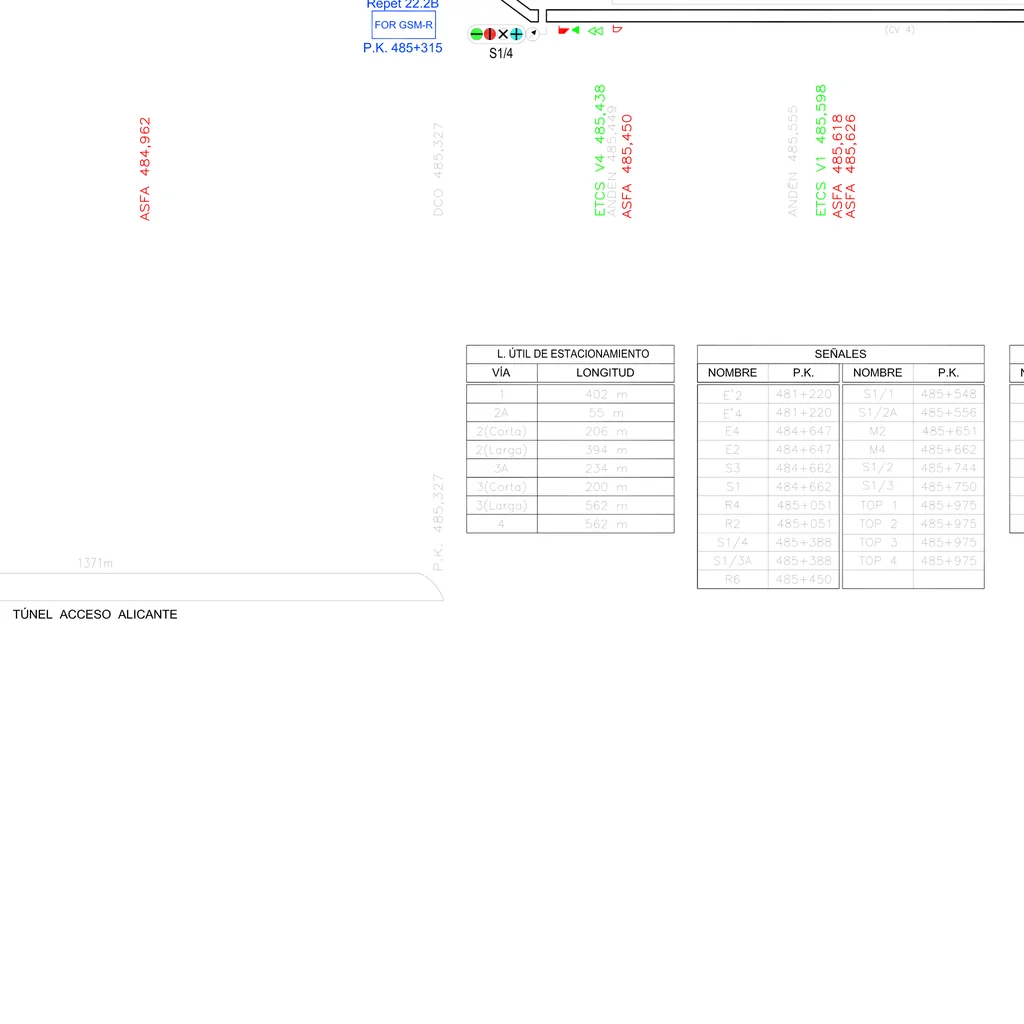 Repet 22.2B
FOR GSM-R
P.K. 485+315
S1/4
(CV 4)
ASFA 484,962
DCO 485,327
ETCS V4 485,438
ANDÉN 485,449
ASFA 485,450
ANDÉN 485,555
ETCS V1 485,598
ASFA 485,618
ASFA 485,626
L. ÚTIL DE ESTACIONAMIENTO
VÍA LONGITUD
1 402 m
2A 55 m
2(Corta) 206 m
2(Larga) 394 m
3A 234 m
3(Corta) 200 m
3(Larga) 562 m
4 562 m
SEÑALES
NOMBRE P.K. NOMBRE P.K.
E'2 481+220 S1/1 485+548
E'4 481+220 S1/2A 485+556
E4 484+647 M2 485+651
E2 484+647 M4 485+662
S3 484+662 S1/2 485+744
S1 484+662 S1/3 485+750
R4 485+051 TOP 1 485+975
R2 485+051 TOP 2 485+975
S1/4 485+388 TOP 3 485+975
S1/3A 485+388 TOP 4 485+975
R6 485+450
P.K. 485,327
1371m
TÚNEL ACCESO ALICANTE